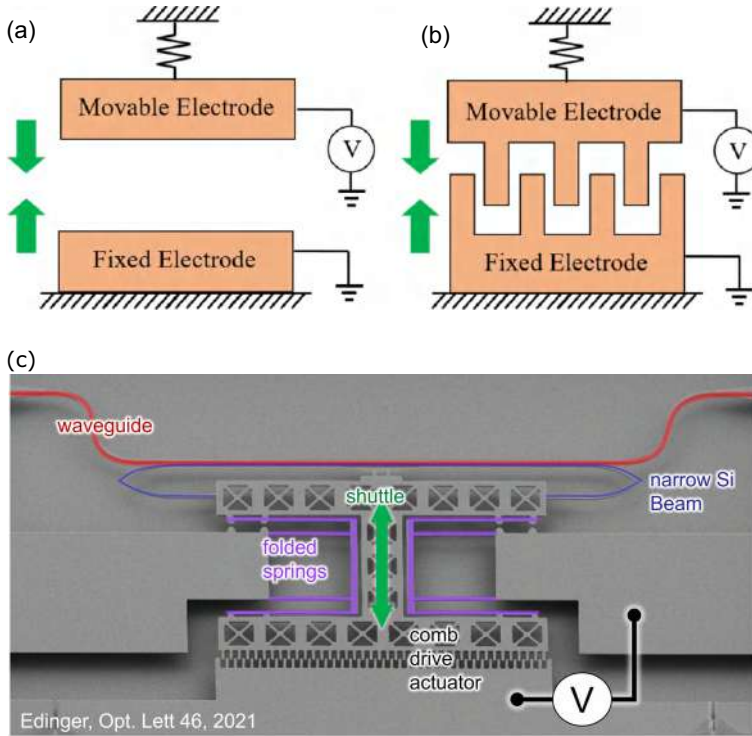 (a)
Movable Electrode
V
Fixed Electrode
(b)
Movable Electrode
V
Fixed Electrode
(c)
waveguide
shuttle
narrow Si
Beam
folded
springs
comb
drive
actuator
V
Edinger, Opt. Lett 46, 2021